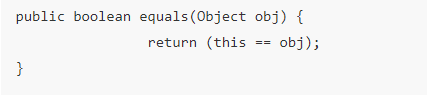 public boolean equals(Object obj) {
return (this == obj);
}